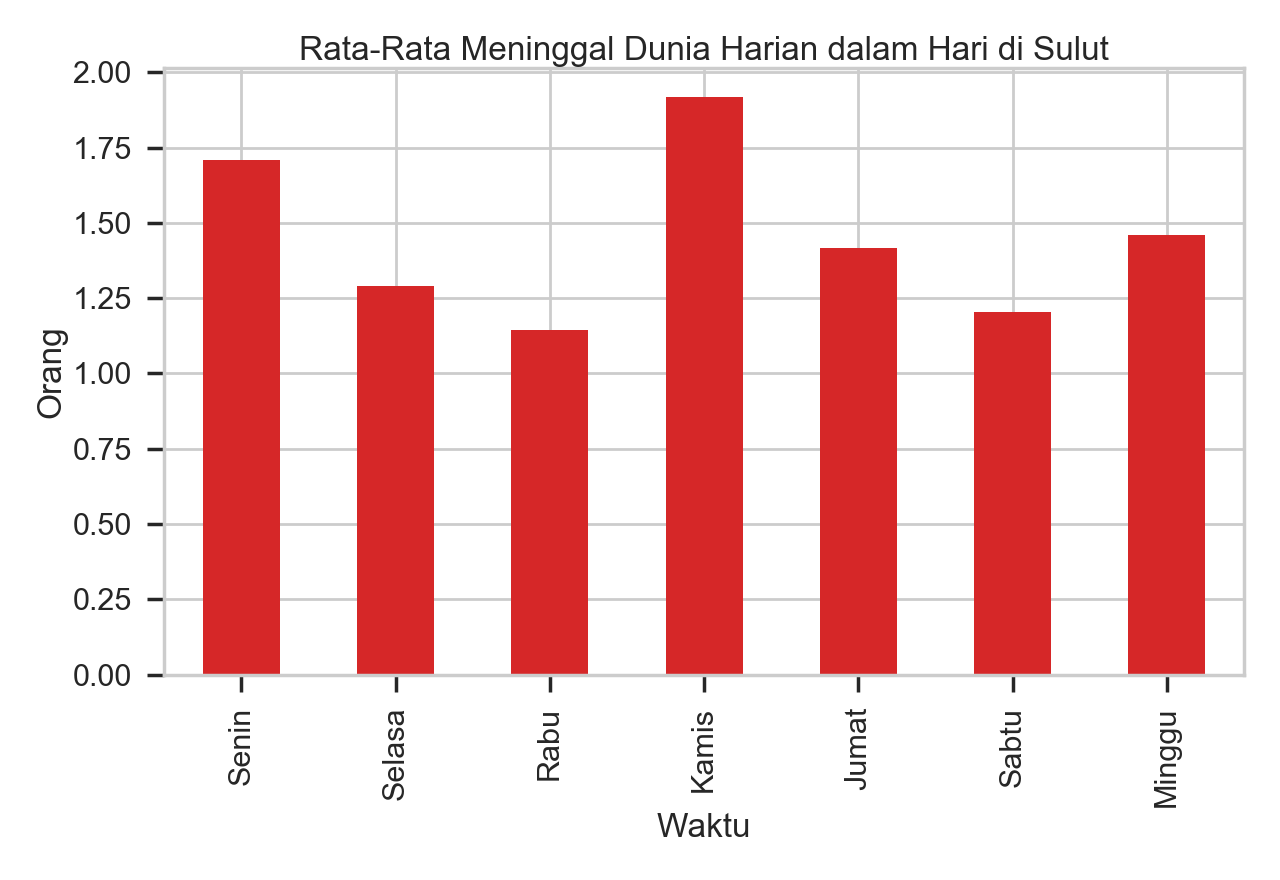 Rata-Rata Meninggal Dunia Harian dalam Hari di Sulut
2.00
1.75
1.50
1.25
1.00
0.75
0.50
0.25
0.00
Orang
Senin
Selasa
Rabu
Kamis
Jumat
Sabtu
Minggu
Waktu